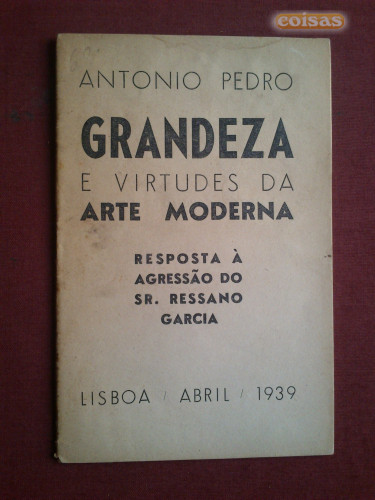 coisas
ANTONIO PEDRO
GRANDEZA
E VIRTUDES DA
ARTE MODERNA
RESPOSTA À
AGRESSÃO DO
SR. RESSANO
GARCIA
LISBOA / ABRIL / 1939